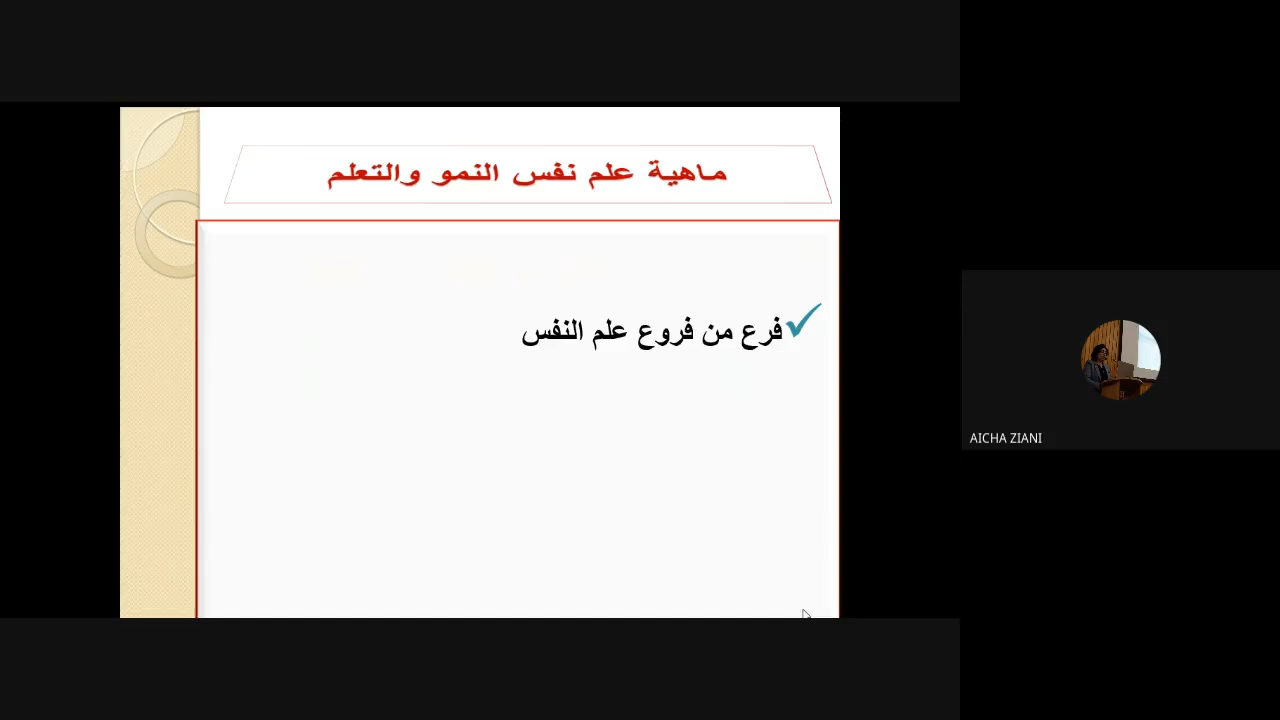 ماهية علم نفس النمو والتعلم
فرع من فروع علم النفس
AICHA ZIANI